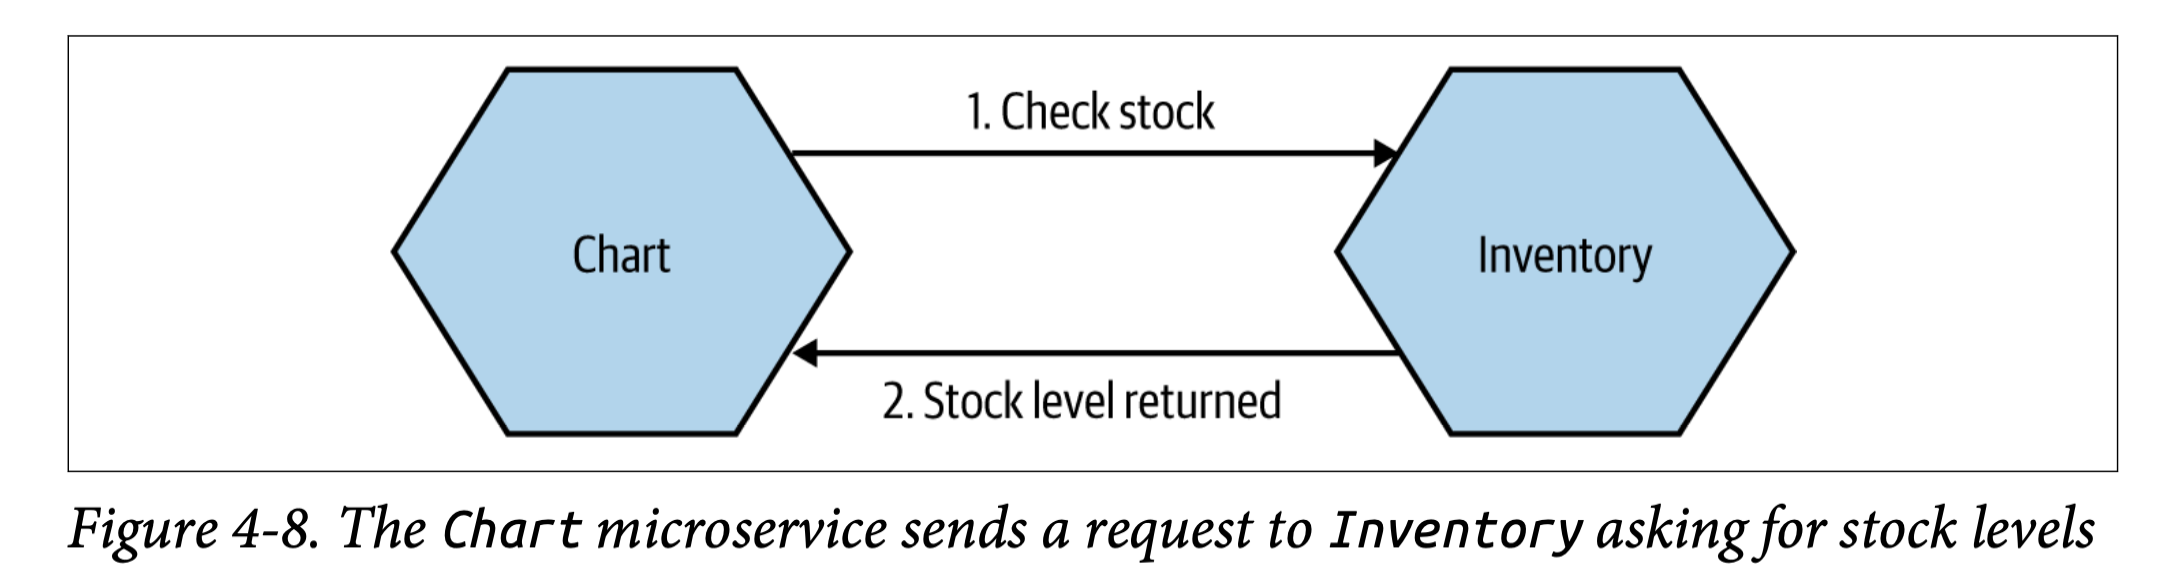 1. Check stock
Chart
Inventory
2. Stock level returned
Figure 4-8. The Chart microservice sends a request to Inventory asking for stock levels